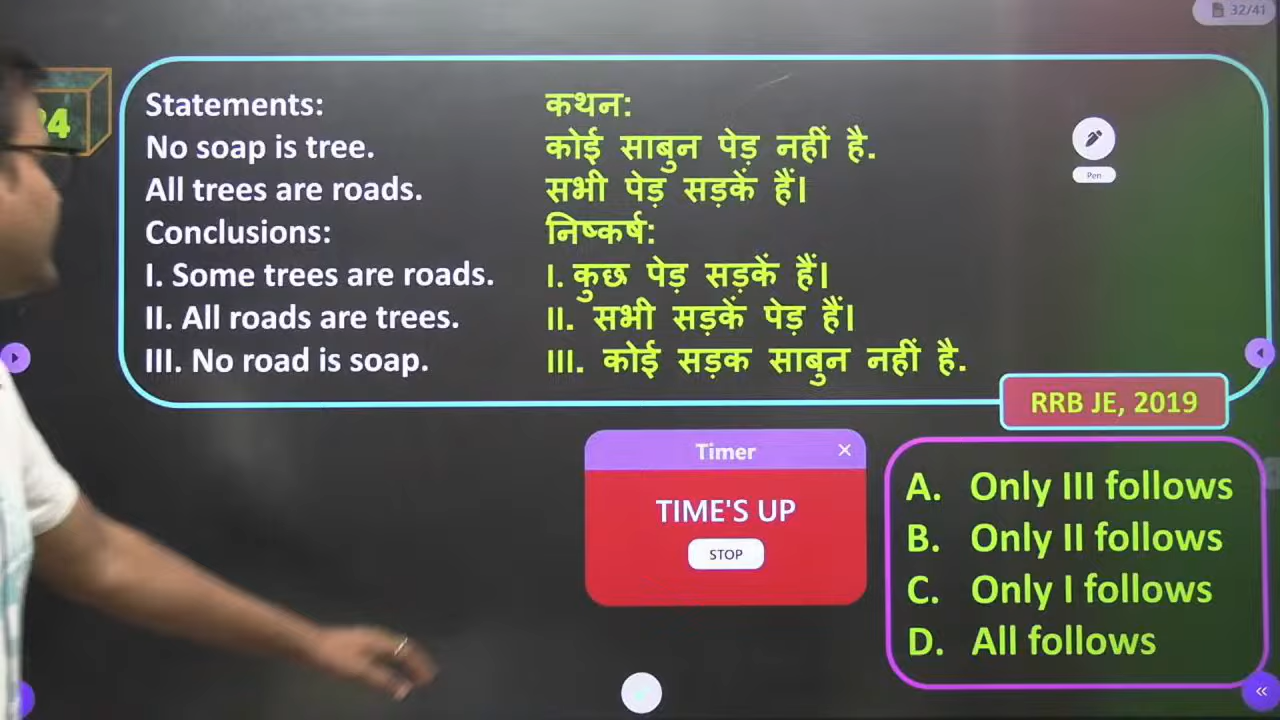 32/41
4
Statements:
No soap is tree.
All trees are roads.
Conclusions:
I. Some trees are roads.
II. All roads are trees.
III. No road is soap.
कथन:
कोई साबुन पेड़ नहीं है.
सभी पेड़ सड़कें हैं।
निष्कर्ष:
I. कुछ पेड़ सड़कें हैं।
II. सभी सड़कें पेड़ हैं।
III. कोई सड़क साबुन नहीं है.
Pen
RRB JE, 2019
Timer
TIME'S UP
STOP
A. Only III follows
B. Only II follows
C. Only I follows
D. All follows